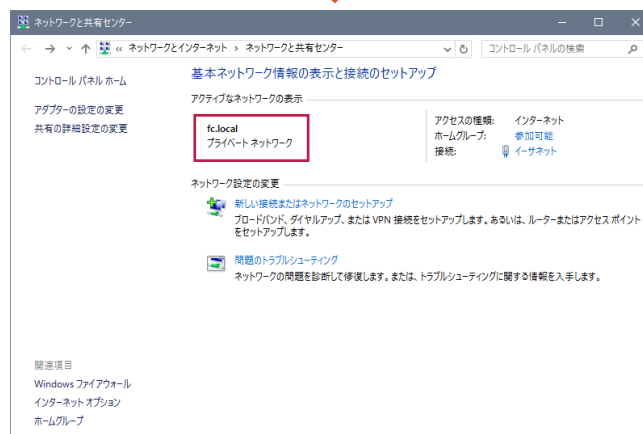 ネットワークと共有センター
« ネットワークとインターネット › ネットワークと共有センター
コントロール パネルの検索
コントロール パネル ホーム
アダプターの設定の変更
共有の詳細設定の変更
基本ネットワーク情報の表示と接続のセットアップ
アクティブなネットワークの表示
fc.local
プライベート ネットワーク
アクセスの種類: インターネット
ホームグループ: 参加可能
接続: イーサネット
ネットワーク設定の変更
新しい接続またはネットワークのセットアップ
ブロードバンド、ダイヤルアップ、または VPN 接続をセットアップします。あるいは、ルーターまたはアクセス ポイント
をセットアップします。
問題のトラブルシューティング
ネットワークの問題を診断して修復します。または、トラブルシューティングに関する情報を入手します。
関連項目
Windows ファイアウォール
インターネット オプション
ホームグループ